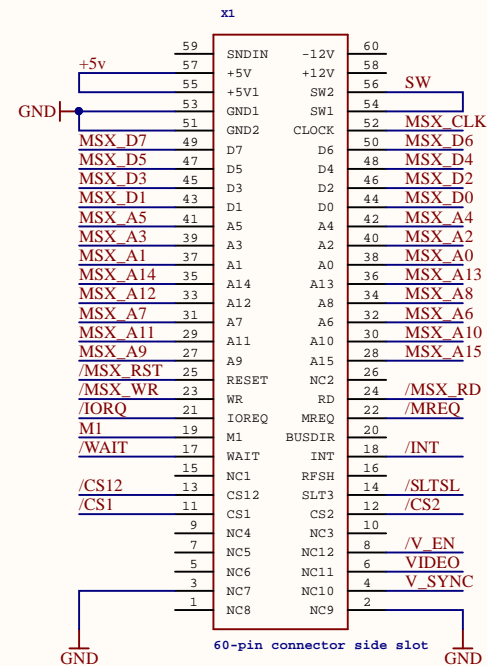 X1
59 SNDIN -12V 60
+5v 57 +5V +12V 58
55 +5V1 SW2 56 SW
GND 53 GND1 SW1 54
51 GND2 CLOCK 52 MSX_CLK
MSX_D7 49 D7 D6 50 MSX_D6
MSX_D5 47 D5 D4 48 MSX_D4
MSX_D3 45 D3 D2 46 MSX_D2
MSX_D1 43 D1 D0 44 MSX_D0
MSX_A5 41 A5 A4 42 MSX_A4
MSX_A3 39 A3 A2 40 MSX_A2
MSX_A1 37 A1 A0 38 MSX_A0
MSX_A14 35 A14 A13 36 MSX_A13
MSX_A12 33 A12 A8 34 MSX_A8
MSX_A7 31 A7 A6 32 MSX_A6
MSX_A11 29 A11 A10 30 MSX_A10
MSX_A9 27 A9 A15 28 MSX_A15
/MSX_RST 25 RESET NC2 26
/MSX_WR 23 WR RD 24 /MSX_RD
/IORQ 21 IOREQ MREQ 22 /MREQ
M1 19 M1 BUSDIR 20
/WAIT 17 WAIT INT 18 /INT
15 NC1 RFSH 16
/CS12 13 CS12 SLT3 14 /SLTSL
/CS1 11 CS1 CS2 12 /CS2
9 NC4 NC3 10
7 NC5 NC12 8 /V_EN
5 NC6 NC11 6 VIDEO
3 NC7 NC10 4 V_SYNC
1 NC8 NC9 2
60-pin connector side slot
GND GND